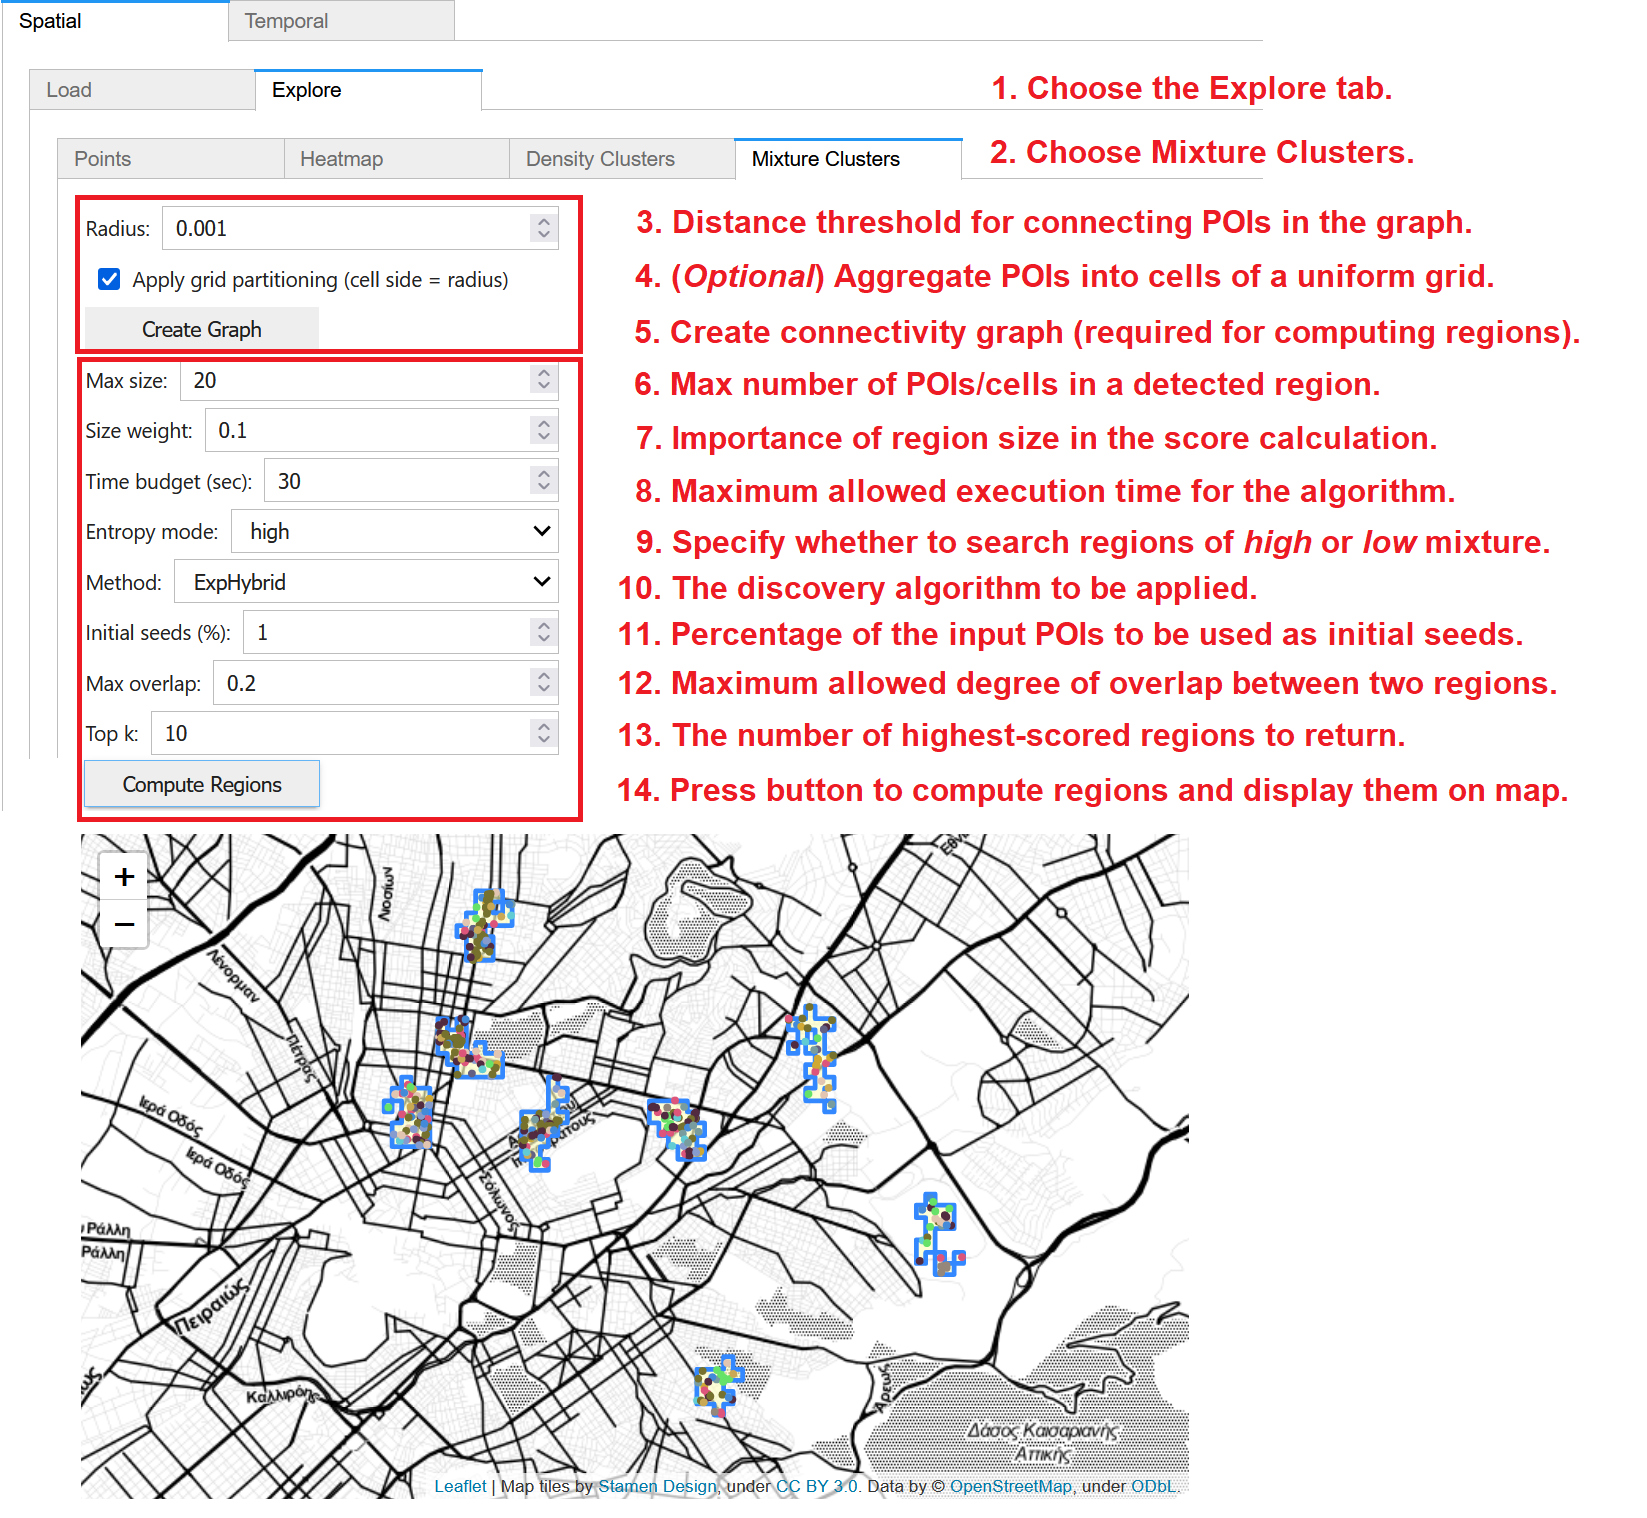 Spatial
Temporal
Load
Explore
1. Choose the Explore tab.
Points
Heatmap
Density Clusters
Mixture Clusters
2. Choose Mixture Clusters.
Radius: 0.001
3. Distance threshold for connecting POIs in the graph.
Apply grid partitioning (cell side = radius)
4. (Optional) Aggregate POIs into cells of a uniform grid.
Create Graph
5. Create connectivity graph (required for computing regions).
Max size: 20
6. Max number of POIs/cells in a detected region.
Size weight: 0.1
7. Importance of region size in the score calculation.
Time budget (sec): 30
8. Maximum allowed execution time for the algorithm.
Entropy mode: high
9. Specify whether to search regions of high or low mixture.
Method: ExpHybrid
10. The discovery algorithm to be applied.
Initial seeds (%): 1
11. Percentage of the input POIs to be used as initial seeds.
Max overlap: 0.2
12. Maximum allowed degree of overlap between two regions.
Top k: 10
13. The number of highest-scored regions to return.
Compute Regions
14. Press button to compute regions and display them on map.
+
−
Λιοσίων
Λένορμαν
Πέτρας
Ιερά Οδός
Ιερά Οδός
Σόλωνος
Ράλλη
Ράλλη
Πειραιώς
Καλλιρόης
Δάσος Καισαριανής
Αττικής
Leaflet | Map tiles by Stamen Design, under CC BY 3.0. Data by © OpenStreetMap, under ODbL.